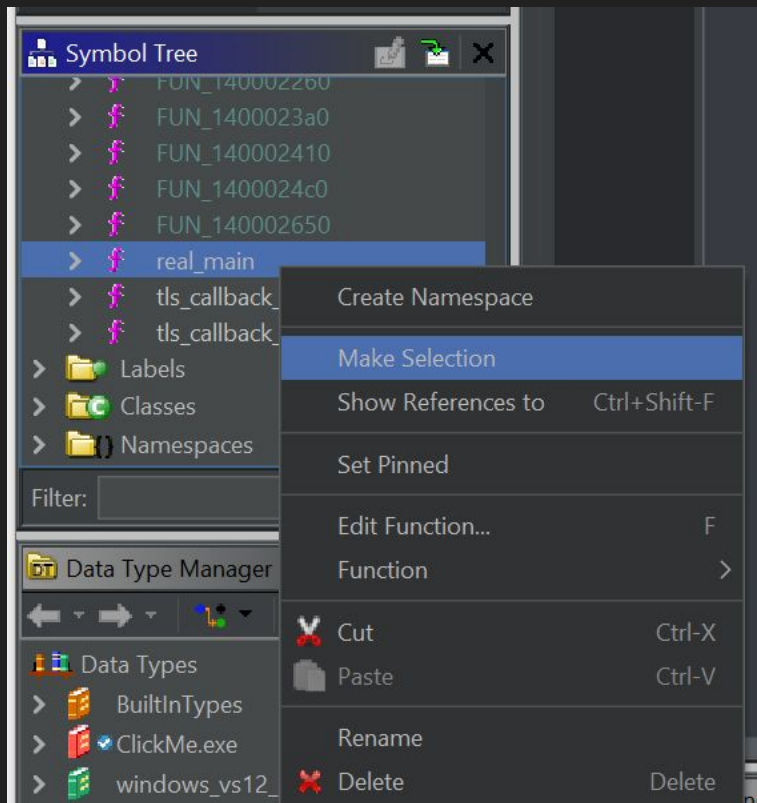 Symbol Tree
FUN_140002260
FUN_1400023a0
FUN_140002410
FUN_1400024c0
FUN_140002650
real_main
tls_callback_
tls_callback_
Labels
Classes
Namespaces
Filter:
Create Namespace
Make Selection
Show References to Ctrl+Shift-F
Set Pinned
Edit Function... F
Function
Cut Ctrl-X
Paste Ctrl-V
Rename
Delete Delete
Data Type Manager
Data Types
BuiltInTypes
ClickMe.exe
windows_vs12_